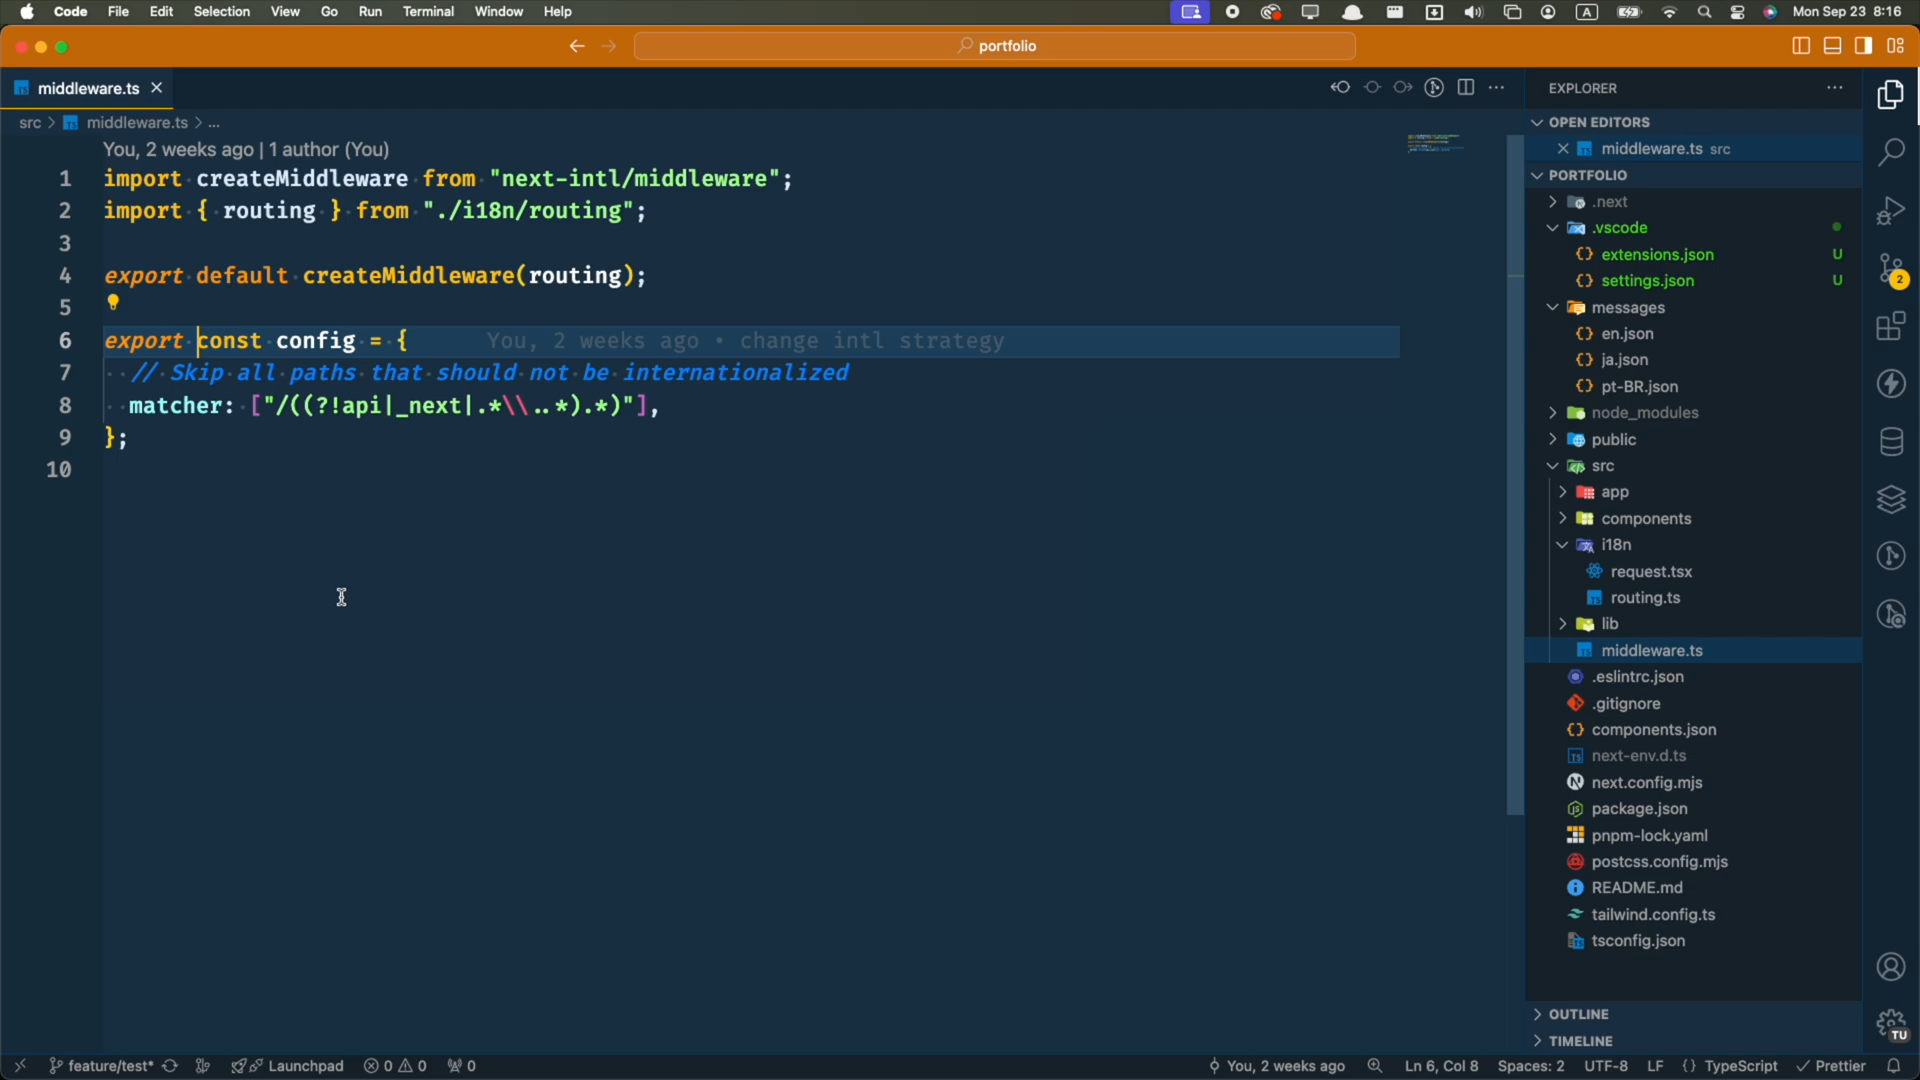 Code File Edit Selection View Go Run Terminal Window Help A Mon Sep 23 8:16
portfolio
middleware.ts
src > middleware.ts > ...
You, 2 weeks ago | 1 author (You)
1 import createMiddleware from "next-intl/middleware";
2 import { routing } from "./i18n/routing";
3
4 export default createMiddleware(routing);
5
6 export const config = { You, 2 weeks ago • change intl strategy
7 // Skip all paths that should not be internationalized
8 matcher: ["/((?!api|_next|.*\\..*).*)"],
9 };
10
EXPLORER
OPEN EDITORS
middleware.ts src
PORTFOLIO
.next
.vscode
extensions.json U
settings.json U
messages
en.json
ja.json
pt-BR.json
node_modules
public
src
app
components
i18n
request.tsx
routing.ts
lib
middleware.ts
.eslintrc.json
.gitignore
components.json
next-env.d.ts
next.config.mjs
package.json
pnpm-lock.yaml
postcss.config.mjs
README.md
tailwind.config.ts
tsconfig.json
OUTLINE
TIMELINE
2
TU
feature/test* Launchpad 0 0 0 You, 2 weeks ago Ln 6, Col 8 Spaces: 2 UTF-8 LF {} TypeScript Prettier